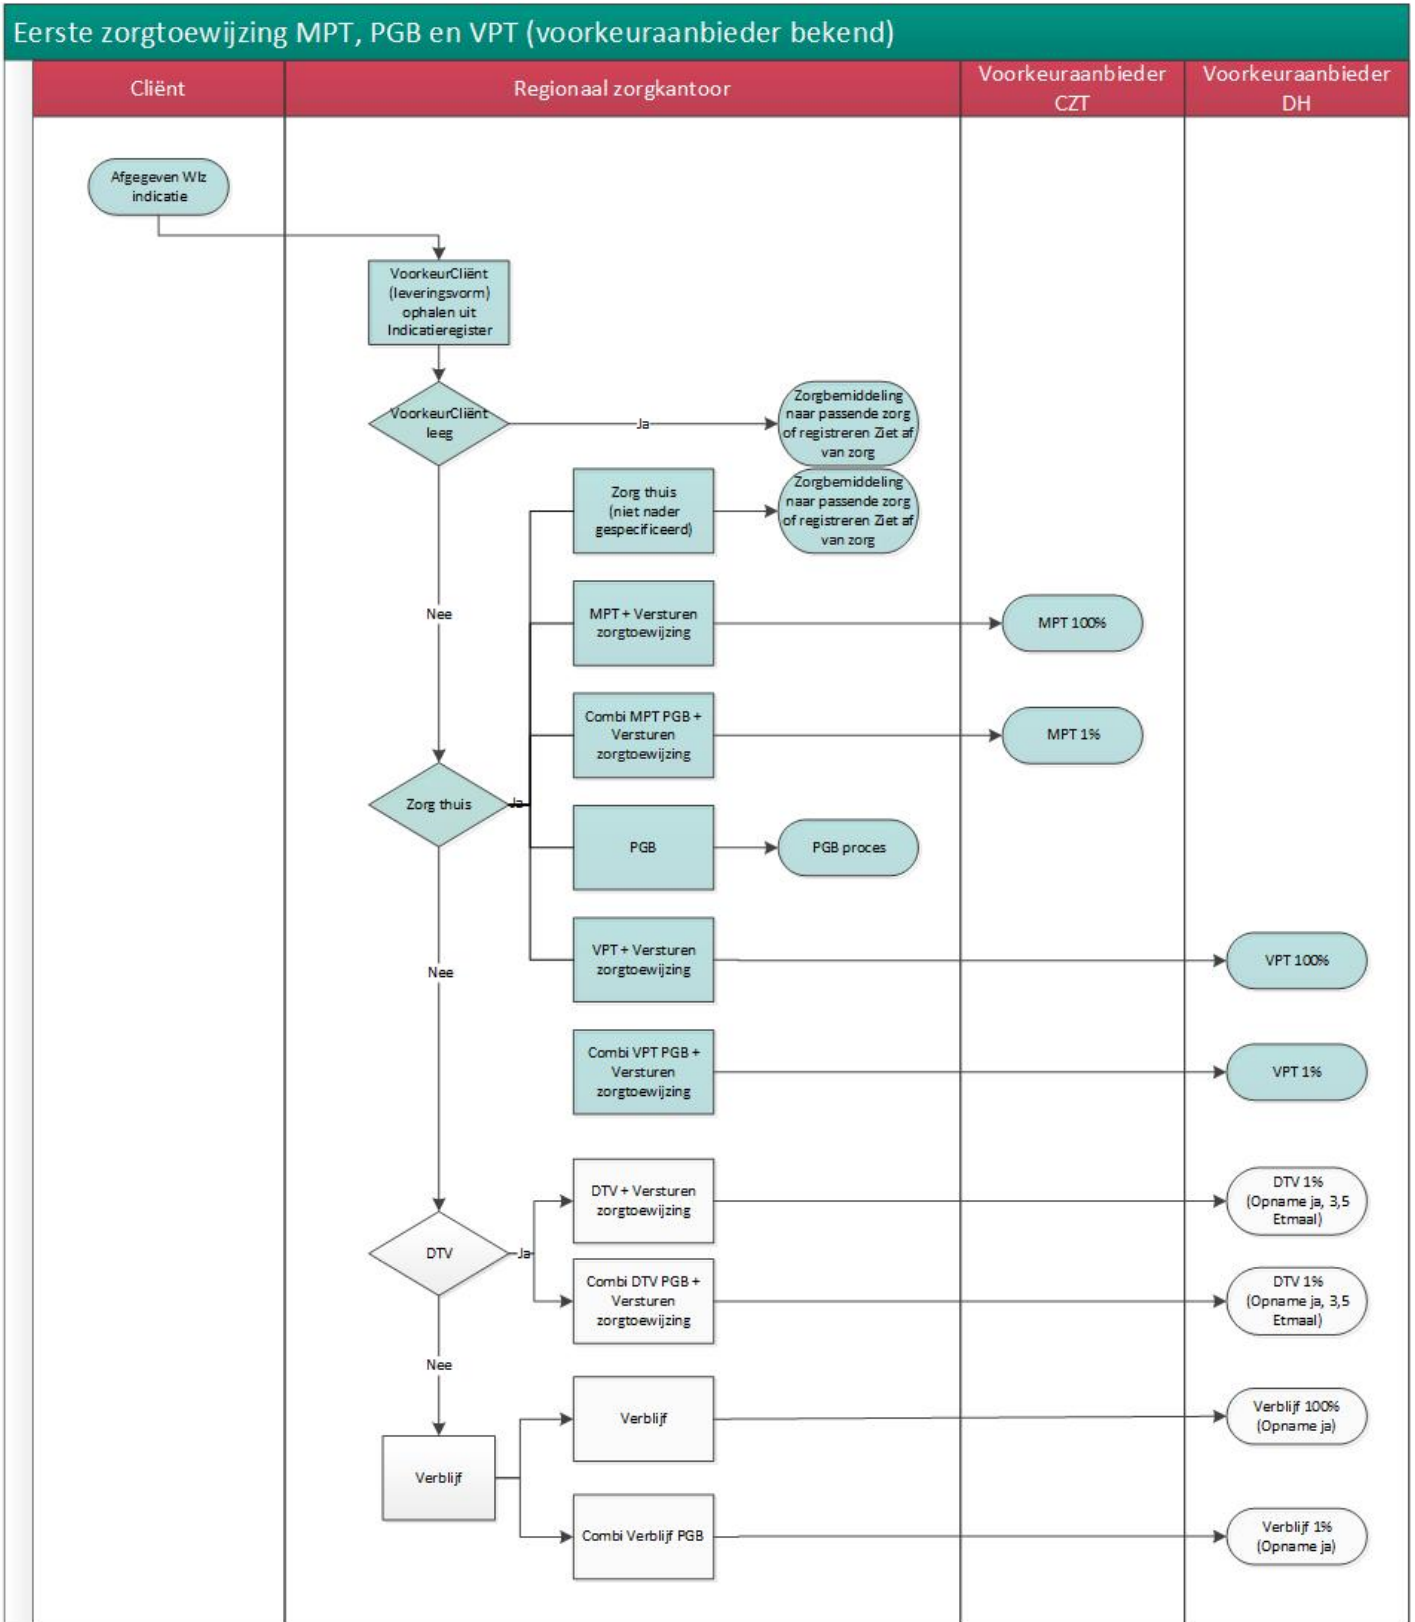 Eerste zorgtoewijzing MPT, PGB en VPT (voorkeuraanbieder bekend)
Cliënt
Regionaal zorgkantoor
Voorkeuraanbieder
CZT
Voorkeuraanbieder
DH
Afgegeven Wlz
indicatie
VoorkeurCliënt
(leveringsvorm)
ophalen uit
Indicatieregister
VoorkeurCliënt
leeg
Ja
Zorgbemiddeling
naar passende zorg
of registreren Ziet af
van zorg
Zorg thuis
(niet nader
gespecificeerd)
Zorgbemiddeling
naar passende zorg
of registreren Ziet af
van zorg
Nee
MPT + Versturen
zorgtoewijzing
MPT 100%
Combi MPT PGB +
Versturen
zorgtoewijzing
MPT 1%
Zorg thuis
Ja
PGB
PGB proces
VPT + Versturen
zorgtoewijzing
VPT 100%
Nee
Combi VPT PGB +
Versturen
zorgtoewijzing
VPT 1%
DTV + Versturen
zorgtoewijzing
DTV 1%
(Opname ja, 3,5
Etmaal)
DTV
Ja
Combi DTV PGB +
Versturen
zorgtoewijzing
DTV 1%
(Opname ja, 3,5
Etmaal)
Nee
Verblijf
Verblijf 100%
(Opname ja)
Verblijf
Combi Verblijf PGB
Verblijf 1%
(Opname ja)